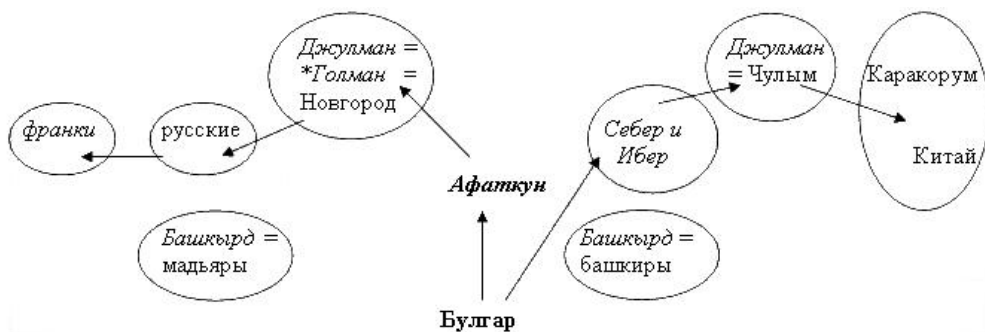 Джулман =
*Голман =
Новгород
русские
франки
Башкырд =
мадьяры
Афаткун
Булгар
Себер и
Ибер
Джулман
= Чулым
Каракорум
Китай
Башкырд =
башкиры